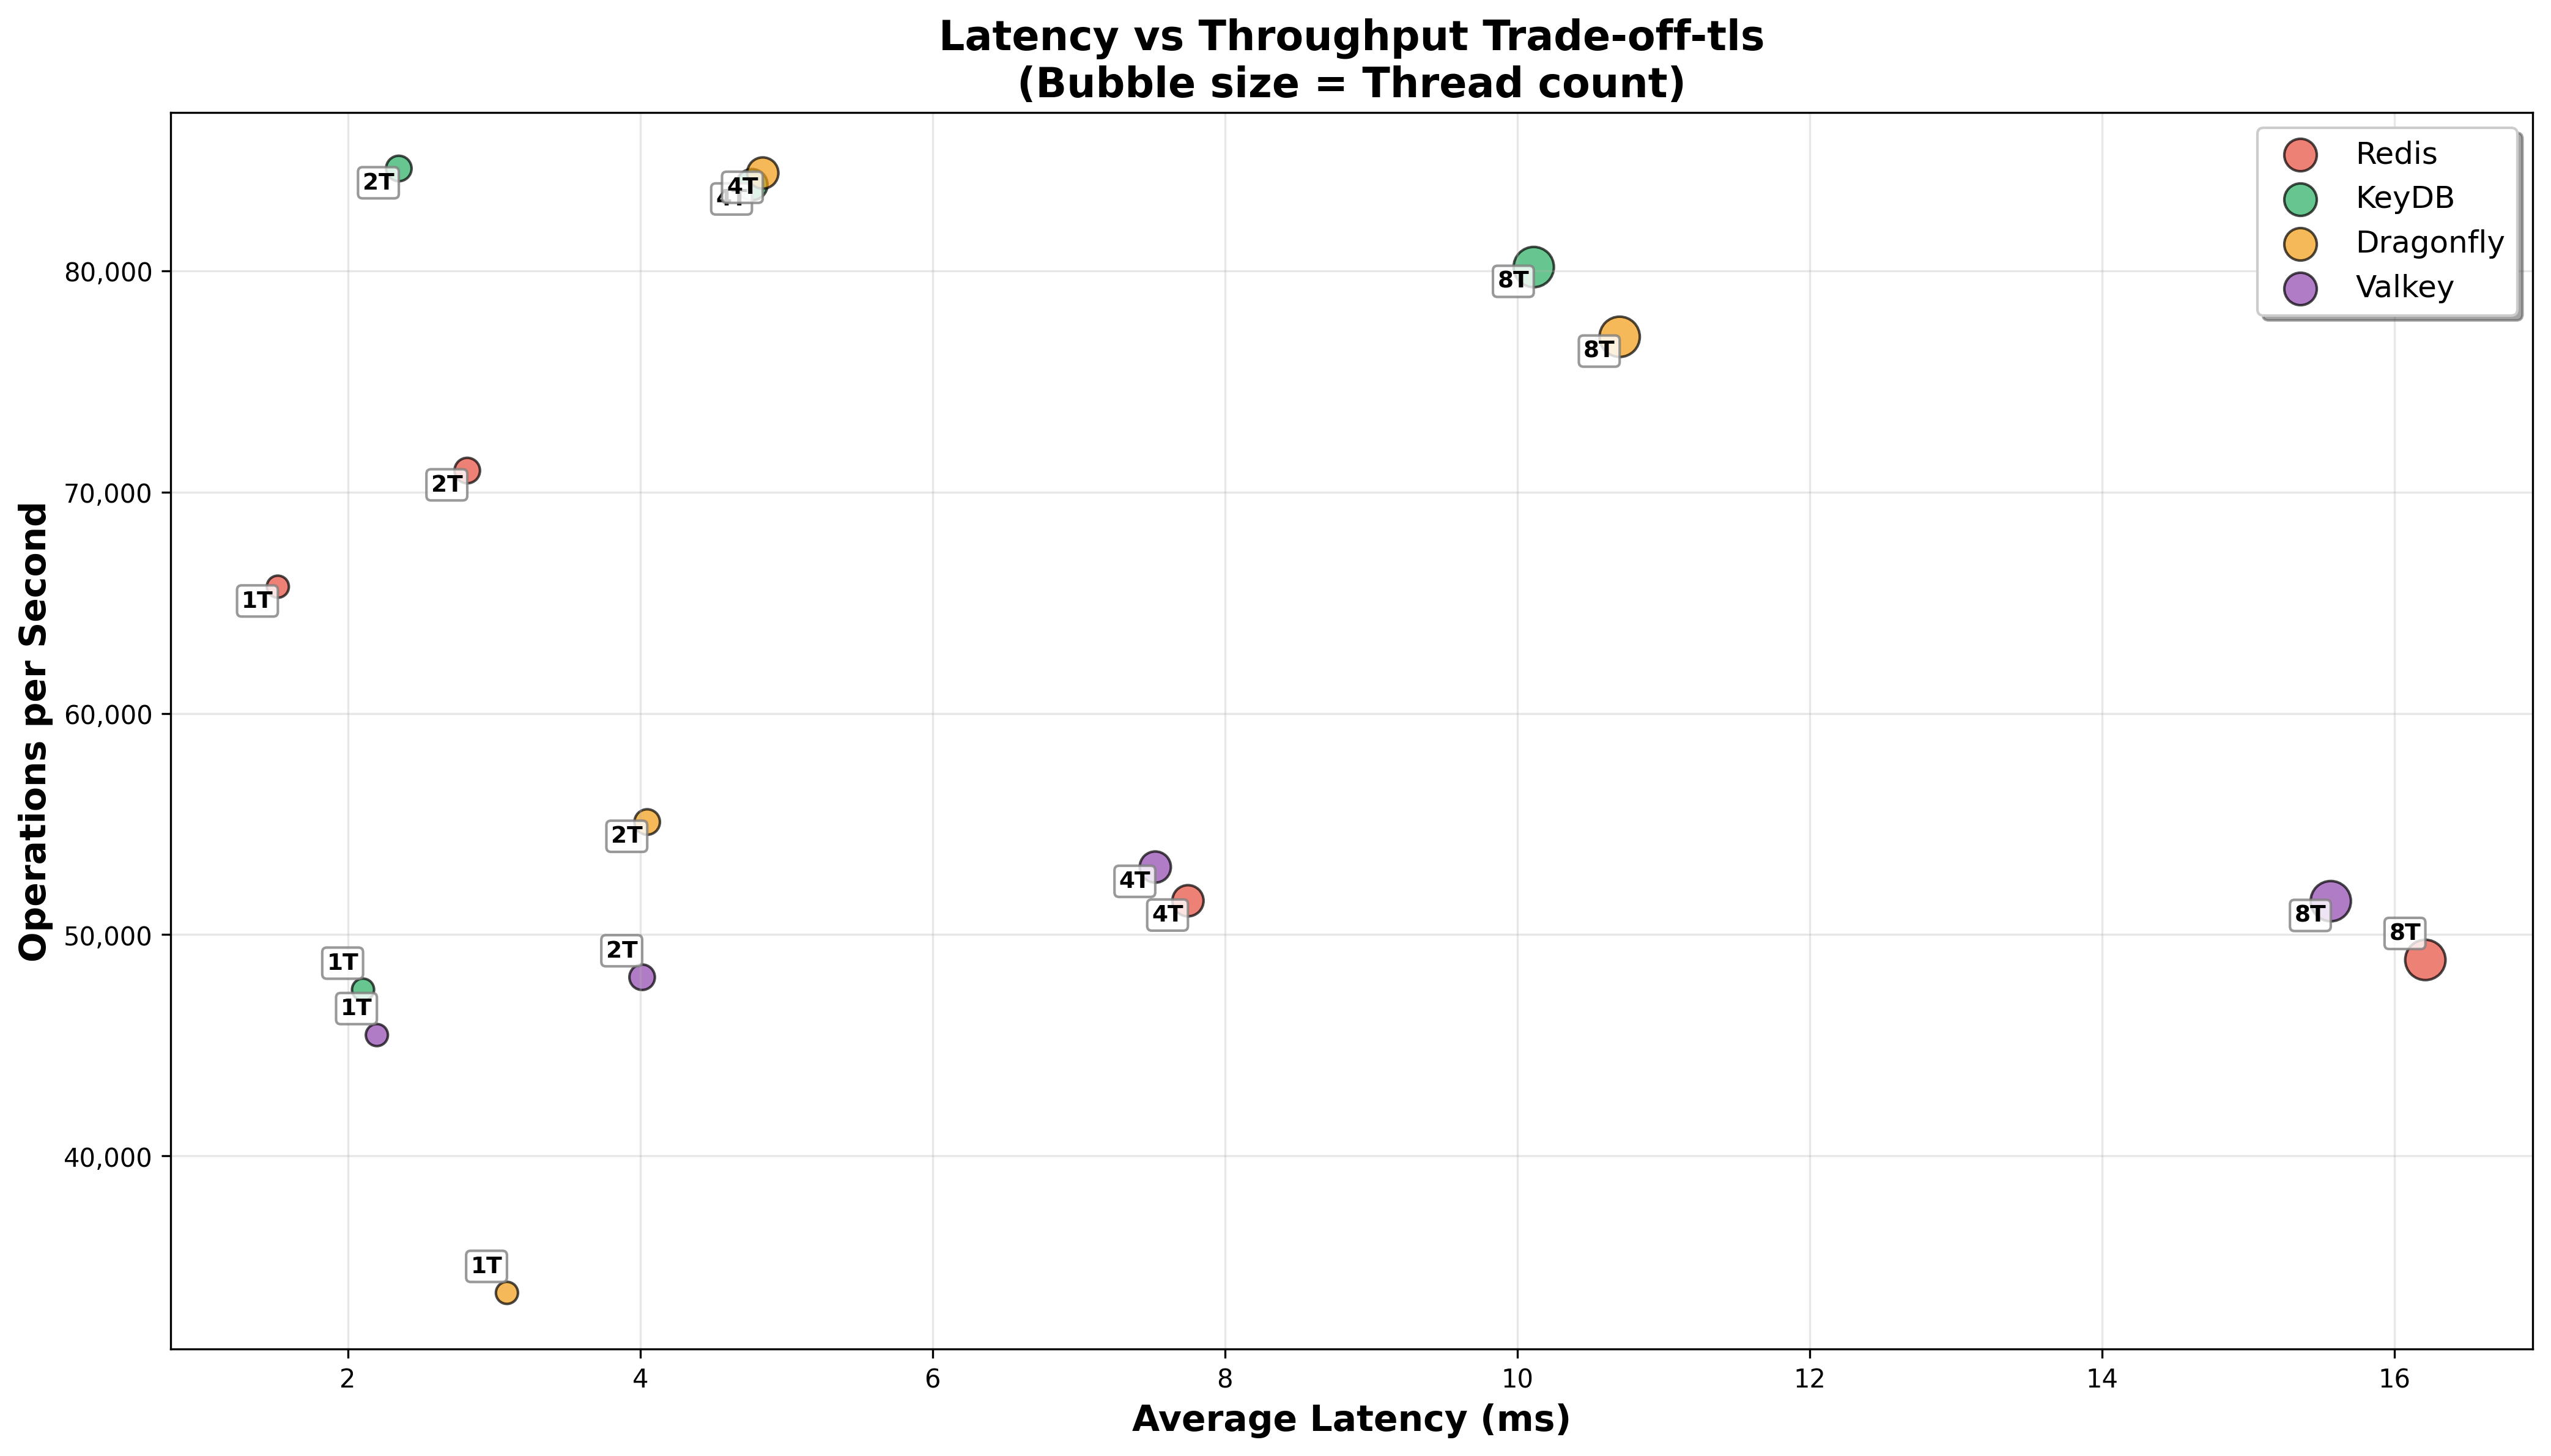 Latency vs Throughput Trade-off-tls
(Bubble size = Thread count)
Redis
KeyDB
Dragonfly
Valkey
Operations per Second
80,000
70,000
60,000
50,000
40,000
2T
4T
4T
8T
8T
2T
1T
2T
4T
4T
8T
8T
2T
1T
1T
1T
2
4
6
8
10
12
14
16
Average Latency (ms)